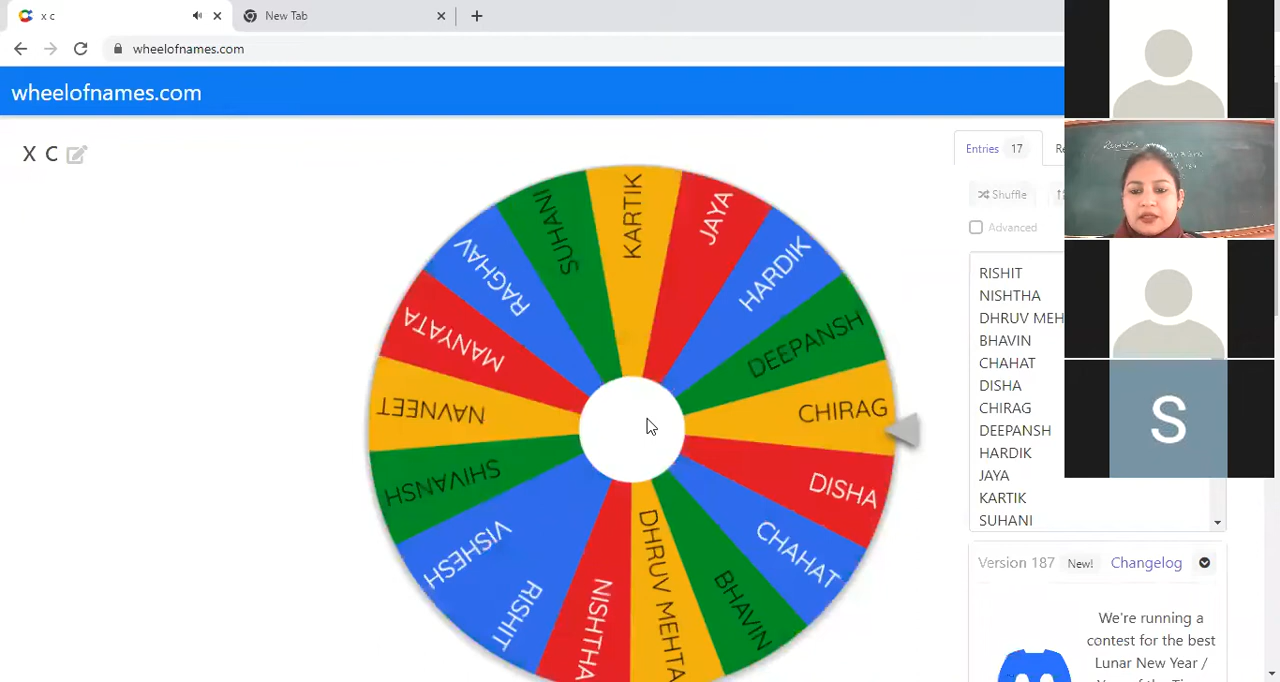 x c
New Tab
wheelofnames.com
wheelofnames.com
X C
Entries 17
Re
Shuffle
Advanced
RISHIT
NISHTHA
DHRUV MEH
BHAVIN
CHAHAT
DISHA
CHIRAG
DEEPANSH
HARDIK
JAYA
KARTIK
SUHANI
KARTIK
JAYA
HARDIK
DEEPANSH
CHIRAG
DISHA
CHAHAT
BHAVIN
DHRUV MEHTA
NISHTHA
RISHIT
VISHESH
SHIVANSH
NAVNEET
MANYATA
RAGHAV
SUHANI
S
Version 187 New! Changelog
We're running a
contest for the best
Lunar New Year /